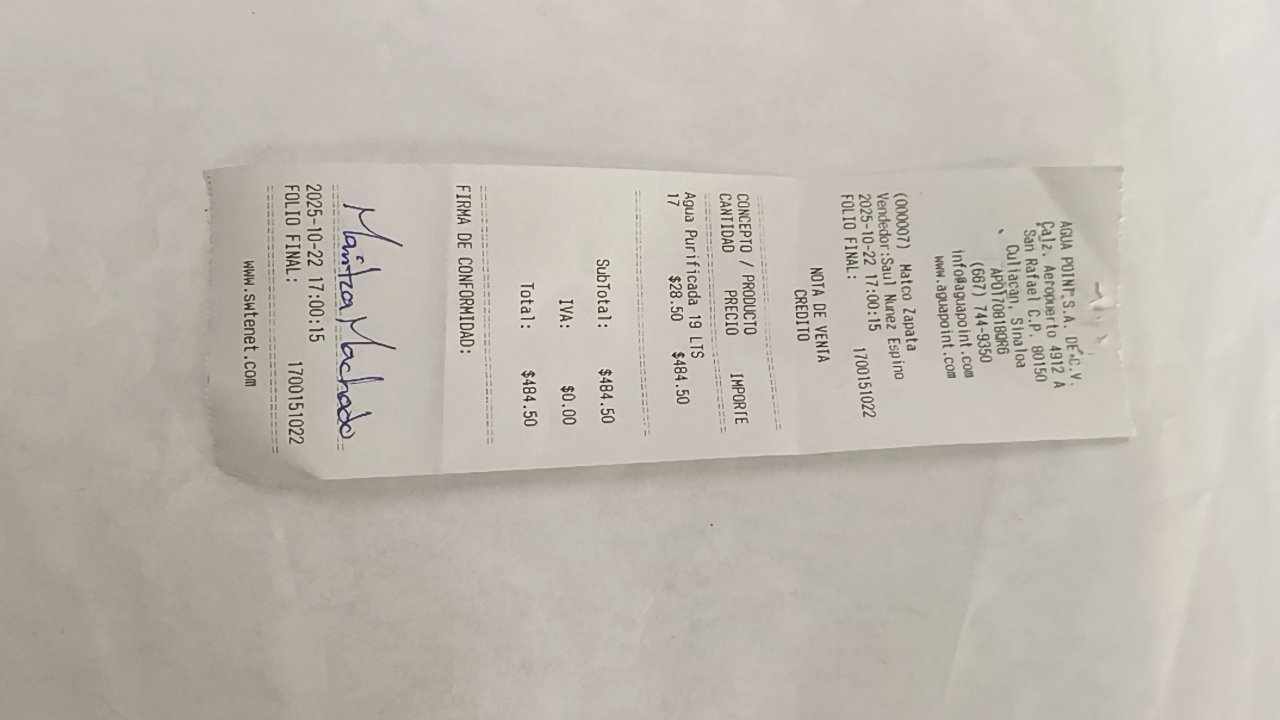 AGUA POINT,S.A. DE C.V.
Calz. Aeropuerto 4912 A
San Rafael C.P. 80150
Culiacan, Sinaloa
APO170818QR6
(667) 744-9350
info@aguapoint.com
www.aguapoint.com
(000007) Mateo Zapata
Vendedor:Saul Nunez Espino
2025-10-22 17:00:15
FOLIO FINAL: 1700151022
NOTA DE VENTA
CREDITO
CONCEPTO / PRODUCTO
CANTIDAD PRECIO IMPORTE
Agua Purificada 19 LTS
17 $28.50 $484.50
SubTotal: $484.50
IVA: $0.00
Total: $484.50
FIRMA DE CONFORMIDAD:
Maritza Machado
2025-10-22 17:00:15
FOLIO FINAL: 1700151022
www.swtenet.com